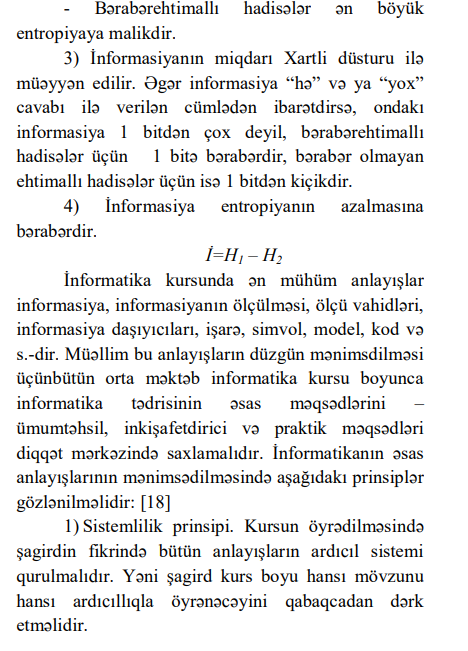 - Bərabərehtimallı hadisələr ən böyük
entropiyaya malikdir.
3) İnformasiyanın miqdarı Xartli düsturu ilə
müəyyən edilir. Əgər informasiya “hə” və ya “yox”
cavabı ilə verilən cümlədən ibarətdirsə, ondakı
informasiya 1 bitdən çox deyil, bərabərehtimallı
hadisələr üçün 1 bitə bərabərdir, bərabər olmayan
ehtimallı hadisələr üçün isə 1 bitdən kiçikdir.
4) İnformasiya entropiyanın azalmasına
bərabərdir.
İ=H1 – H2
İnformatika kursunda ən mühüm anlayışlar
informasiya, informasiyanın ölçülməsi, ölçü vahidləri,
informasiya daşıyıcıları, işarə, simvol, model, kod və
s.-dir. Müəllim bu anlayışların düzgün mənimsdilməsi
üçünbütün orta məktəb informatika kursu boyunca
informatika tədrisinin əsas məqsədlərini –
ümumtəhsil, inkişafetdirici və praktik məqsədləri
diqqət mərkəzində saxlamalıdır. İnformatikanın əsas
anlayışlarının mənimsədilməsində aşağıdakı prinsiplər
gözlənilməlidir: [18]
1) Sistemlilik prinsipi. Kursun öyrədilməsində
şagirdin fikrində bütün anlayışların ardıcıl sistemi
qurulmalıdır. Yəni şagird kurs boyu hansı mövzunu
hansı ardıcıllıqla öyrənəcəyini qabaqcadan dərk
etməlidir.